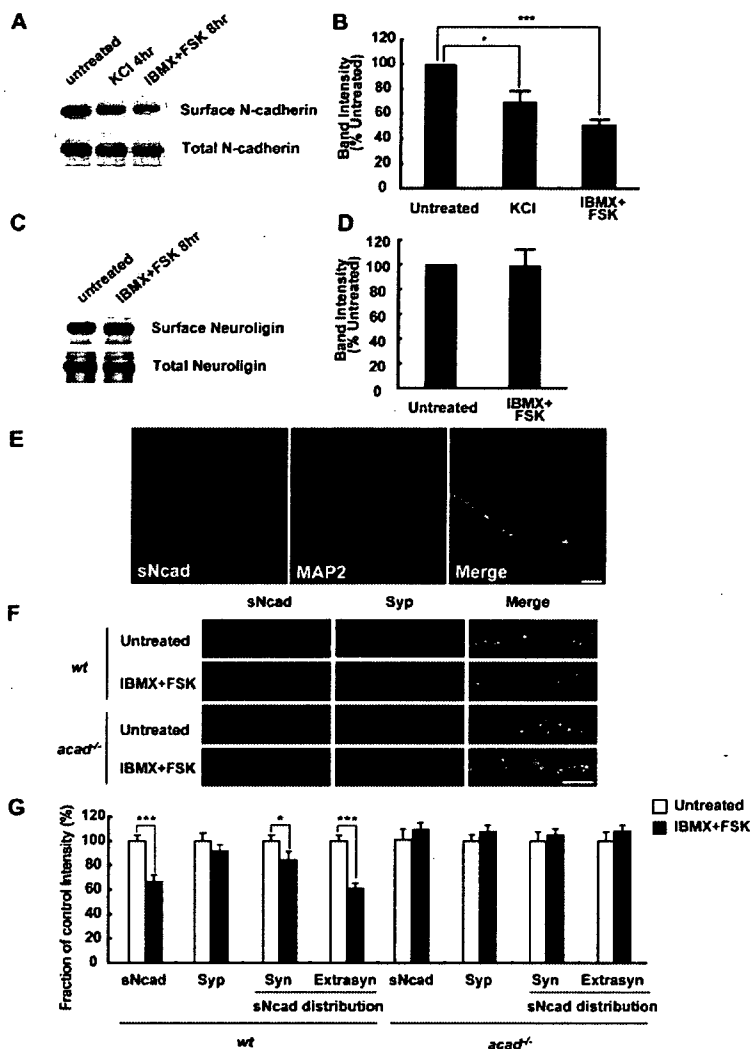 A
untreated
KCl 4hr
IBMX+FSK 8hr
Surface N-cadherin
Total N-cadherin
B
Band Intensity
(% Untreated)
120
100
80
60
40
20
0
*
***
Untreated
KCl
IBMX+
FSK
C
untreated
IBMX+FSK 8hr
Surface Neuroligin
Total Neuroligin
D
Band Intensity
(% Untreated)
120
100
80
60
40
20
0
Untreated
IBMX+
FSK
E
sNcad
MAP2
Merge
F
sNcad
Syp
Merge
wt
Untreated
IBMX+FSK
acad-/-
Untreated
IBMX+FSK
G
Fraction of control Intensity (%)
120
100
80
60
40
20
0
***
*
***
Untreated
IBMX+FSK
sNcad
Syp
Syn
Extrasyn
sNcad
Syp
Syn
Extrasyn
sNcad distribution
sNcad distribution
wt
acad-/-